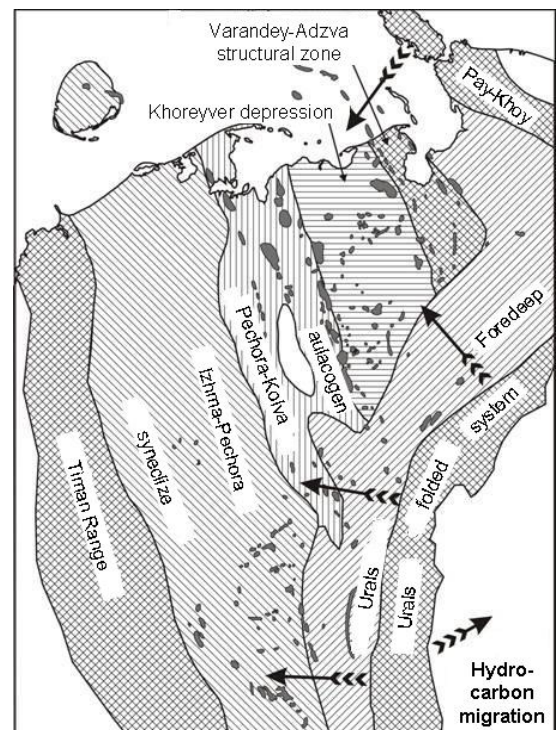 Varandey-Adzva
structural zone
Pay-Khoy
Khoreyver depression
Foredeep
Pechora-Kolva
aulacogen
Izhma-Pechora
syneclize
system
folded
Timan Range
Urals
Urals
Hydro-
carbon
migration